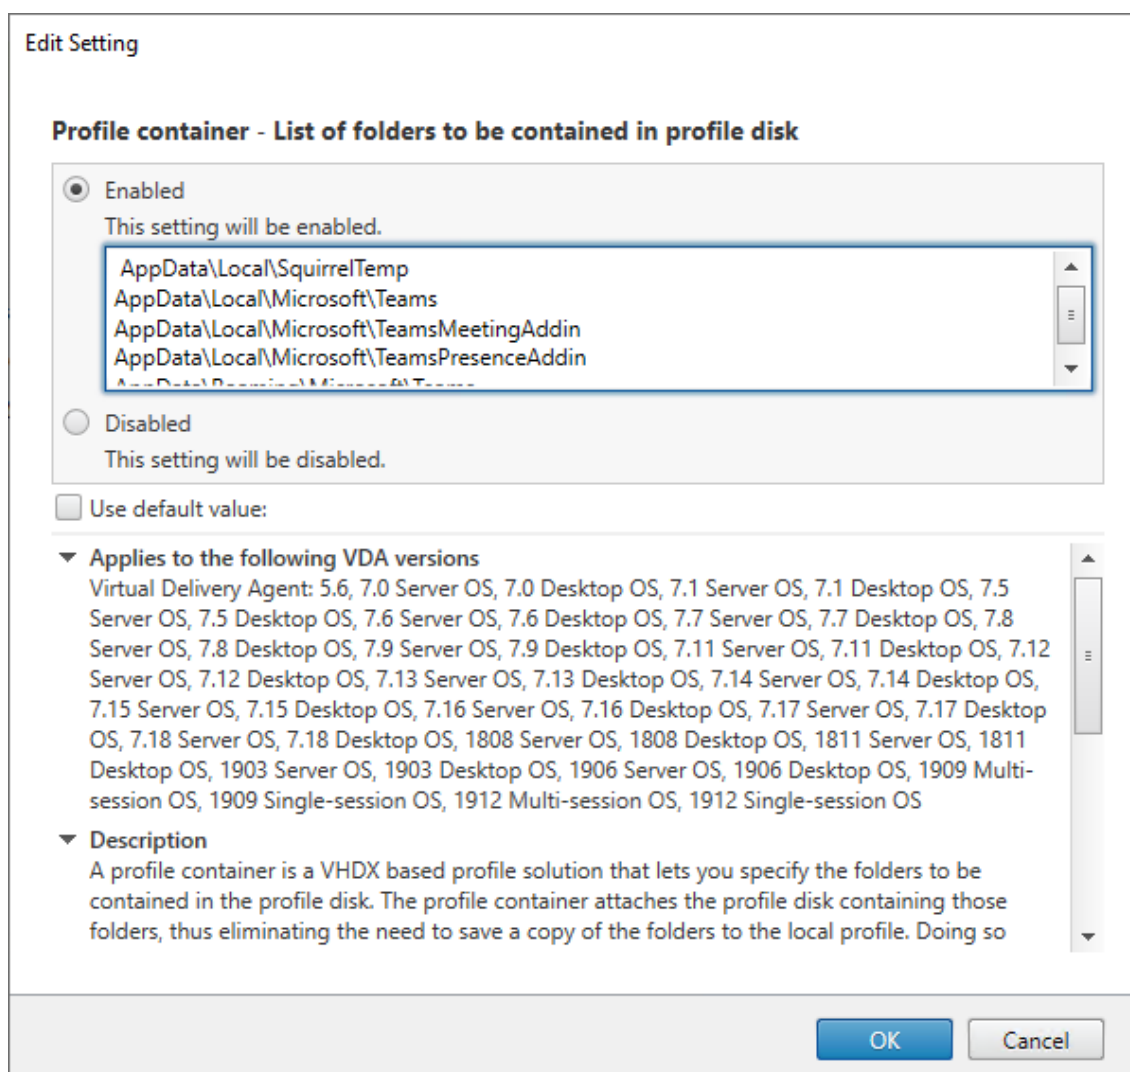 Edit Setting
Profile container - List of folders to be contained in profile disk
Enabled
This setting will be enabled.
AppData\Local\SquirrelTemp
AppData\Local\Microsoft\Teams
AppData\Local\Microsoft\TeamsMeetingAddin
AppData\Local\Microsoft\TeamsPresenceAddin
AppData\Roaming\Microsoft\Teams
Disabled
This setting will be disabled.
Use default value:
Applies to the following VDA versions
Virtual Delivery Agent: 5.6, 7.0 Server OS, 7.0 Desktop OS, 7.1 Server OS, 7.1 Desktop OS, 7.5
Server OS, 7.5 Desktop OS, 7.6 Server OS, 7.6 Desktop OS, 7.7 Server OS, 7.7 Desktop OS, 7.8
Server OS, 7.8 Desktop OS, 7.9 Server OS, 7.9 Desktop OS, 7.11 Server OS, 7.11 Desktop OS, 7.12
Server OS, 7.12 Desktop OS, 7.13 Server OS, 7.13 Desktop OS, 7.14 Server OS, 7.14 Desktop OS,
7.15 Server OS, 7.15 Desktop OS, 7.16 Server OS, 7.16 Desktop OS, 7.17 Server OS, 7.17 Desktop
OS, 7.18 Server OS, 7.18 Desktop OS, 1808 Server OS, 1808 Desktop OS, 1811 Server OS, 1811
Desktop OS, 1903 Server OS, 1903 Desktop OS, 1906 Server OS, 1906 Desktop OS, 1909 Multi-
session OS, 1909 Single-session OS, 1912 Multi-session OS, 1912 Single-session OS
Description
A profile container is a VHDX based profile solution that lets you specify the folders to be
contained in the profile disk. The profile container attaches the profile disk containing those
folders, thus eliminating the need to save a copy of the folders to the local profile. Doing so
OK
Cancel